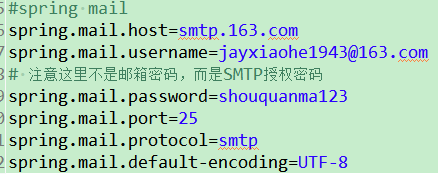 #spring mail
spring.mail.host=smtp.163.com
spring.mail.username=jayxiaohe1943@163.com
# 注意这里不是邮箱密码，而是SMTP授权密码
spring.mail.password=shouquanma123
spring.mail.port=25
spring.mail.protocol=smtp
spring.mail.default-encoding=UTF-8